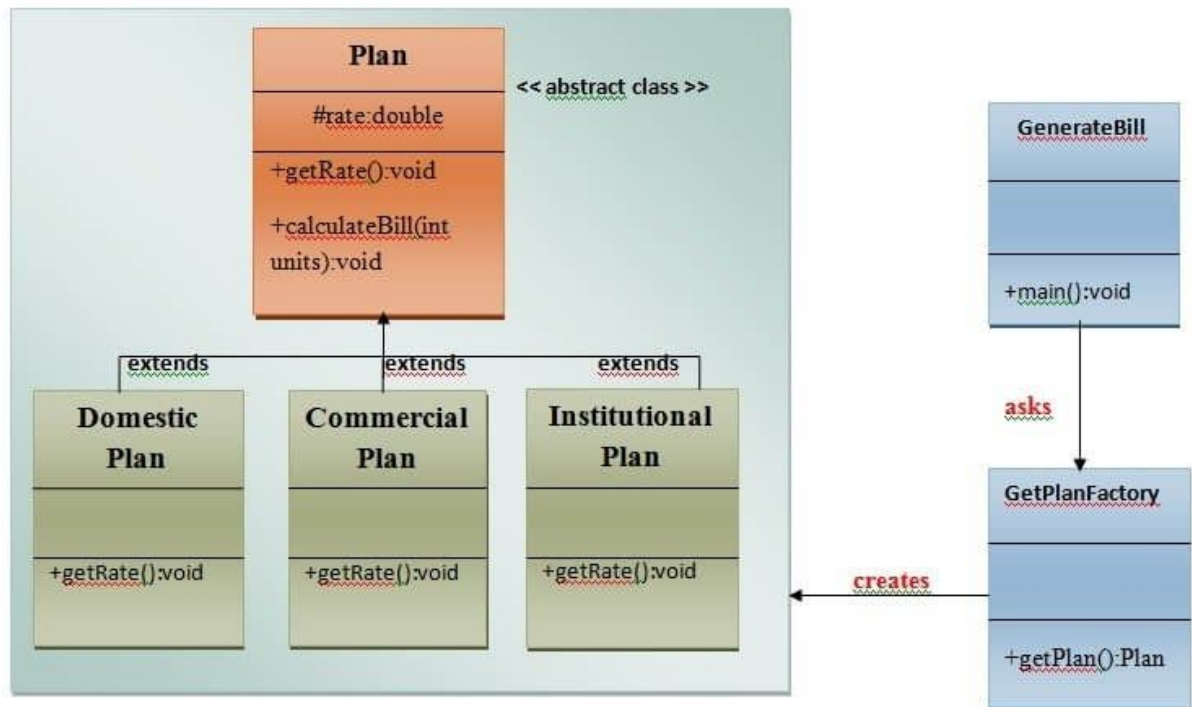 Plan
<< abstract class >>
#rate:double
+getRate():void
+calculateBill(int
units):void
extends
extends
extends
Domestic
Plan
+getRate():void
Commercial
Plan
+getRate():void
Institutional
Plan
+getRate():void
GenerateBill
+main():void
asks
GetPlanFactory
+getPlan():Plan
creates